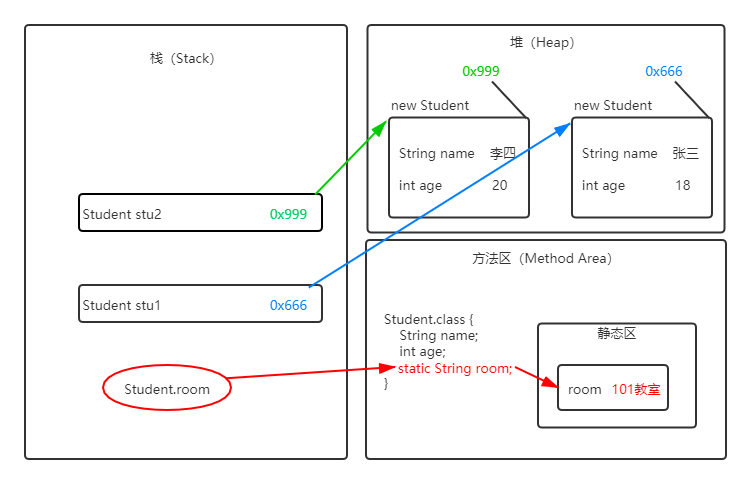 栈（Stack）
Student stu2 0x999
Student stu1 0x666
Student.room
堆（Heap）
0x999
new Student
String name 李四
int age 20
0x666
new Student
String name 张三
int age 18
方法区（Method Area）
Student.class {
String name;
int age;
static String room;
}
静态区
room 101教室